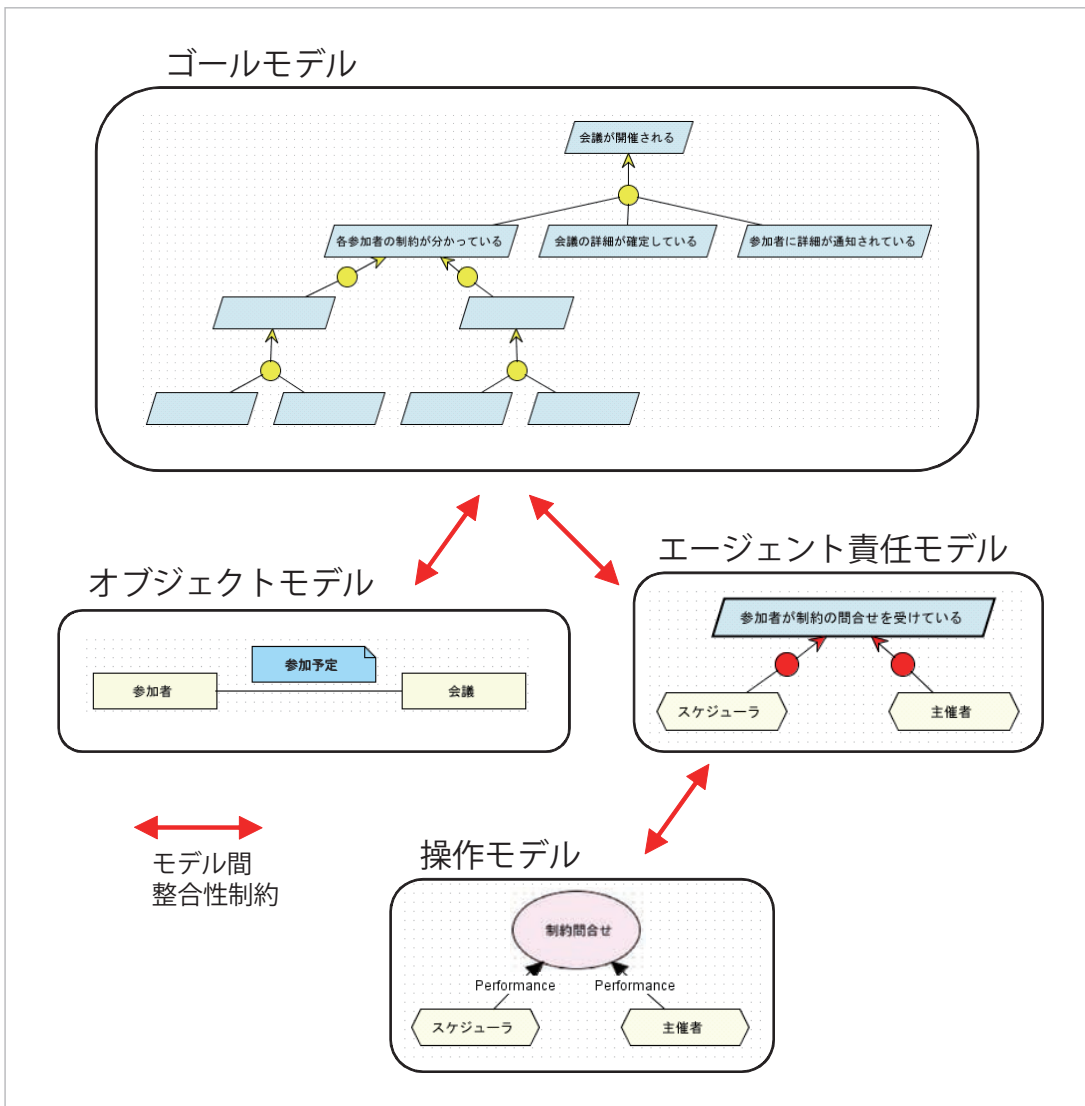 ゴールモデル
会議が開催される
各参加者の制約が分かっている
会議の詳細が確定している
参加者に詳細が通知されている
オブジェクトモデル
参加予定
参加者
会議
エージェント責任モデル
参加者が制約の問合せを受けている
スケジューラ
主催者
モデル間
整合性制約
操作モデル
制約問合せ
Performance
Performance
スケジューラ
主催者